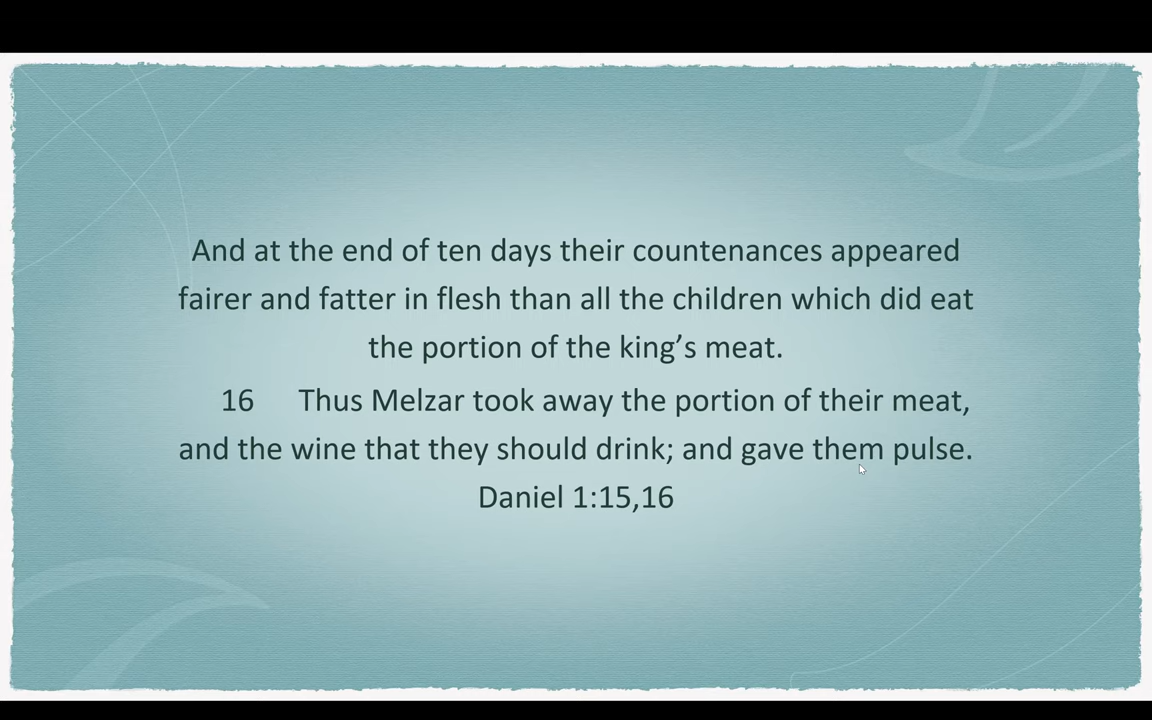 And at the end of ten days their countenances appeared
fairer and fatter in flesh than all the children which did eat
the portion of the king’s meat.
16 Thus Melzar took away the portion of their meat,
and the wine that they should drink; and gave them pulse.
Daniel 1:15,16